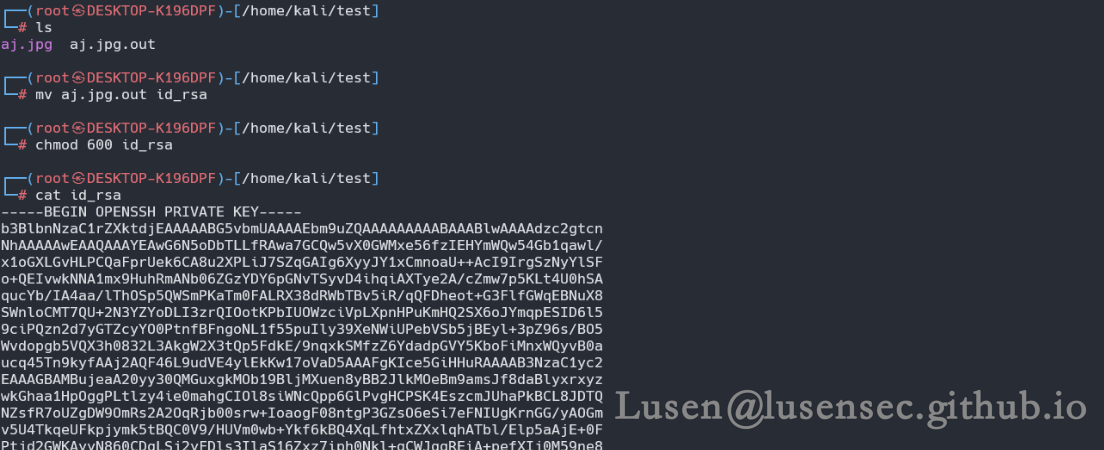 ┌──(root㉿DESKTOP-K196DPF)-[/home/kali/test]
└─# ls
aj.jpg  aj.jpg.out
┌──(root㉿DESKTOP-K196DPF)-[/home/kali/test]
└─# mv aj.jpg.out id_rsa
┌──(root㉿DESKTOP-K196DPF)-[/home/kali/test]
└─# chmod 600 id_rsa
┌──(root㉿DESKTOP-K196DPF)-[/home/kali/test]
└─# cat id_rsa
-----BEGIN OPENSSH PRIVATE KEY-----
b3BlbnNzaC1rZXktdjEAAAAABG5vbmUAAAAEbm9uZQAAAAAAAAABAAABlwAAAAdzc2gtcn
NhAAAAAwEAAQAAAYEAwG6N5oDbTLLfRAwa7GCQw5vX0GWMxe56fzIEHYmWQw54Gb1qawl/
x1oGXLGvHLPCQaFprUek6CA8u2XPLiJ7SZqGAIg6XyyJY1xCmnoaU++AcI9IrgSzNyYlSF
o+QEIvwkNNA1mx9HuhRmANb06ZGzYDY6pGNvTSyvD4ihqiAXTye2A/cZmw7p5KLt4U0hSA
qucYb/IA4aa/lThOSp5QWSmPKaTm0FALRX38dRWbTBv5iR/qQFDheot+G3FlfGWqEBNuX8
SWnloCMT7QU+2N3YZYoDLI3zrQIOotKPbIUOWzciVpLXpnHPuKmHQ2SX6oJYmqpESID6l5
9ciPQzn2d7yGTZcyYO0PtnfBFngoNL1f55puIly39XeNWiUPebVSb5jBEyl+3pZ96s/BO5
Wvdopgb5VQX3h0832L3AkgW2X3tQp5FdkE/9nqxkSMfzZ6YdadpGVY5KboFiMnxWQyvB0a
ucq45Tn9kyfAAj2AQF46L9udVE4ylEkKw17oVaD5AAAFgKIce5GiHHuRAAAAB3NzaC1yc2
EAAAGBAMBujeaA20yy30QMGuxgkMOb19BljMXuen8yBB2JlkMOeBm9amsJf8daBlyxrxyz
wkGhaa1HpOggPLtlzy4ie0mahgCIOl8siWNcQpp6GlPvgHCPSK4EszcmJUhaPkBCL8JDTQ
NZsfR7oUZgDW9OmRs2A2OqRjb00srw+IoaogF08ntgP3GZsO6eSi7eFNIUgKrnGG/yAOGm
v5U4TkqeUFkpjymk5tBQC0V9/HUVm0wb+Ykf6kBQ4XqLfhtxZXxlqhATbl/Elp5aAjE+0F
Lusen@lusensec.github.io